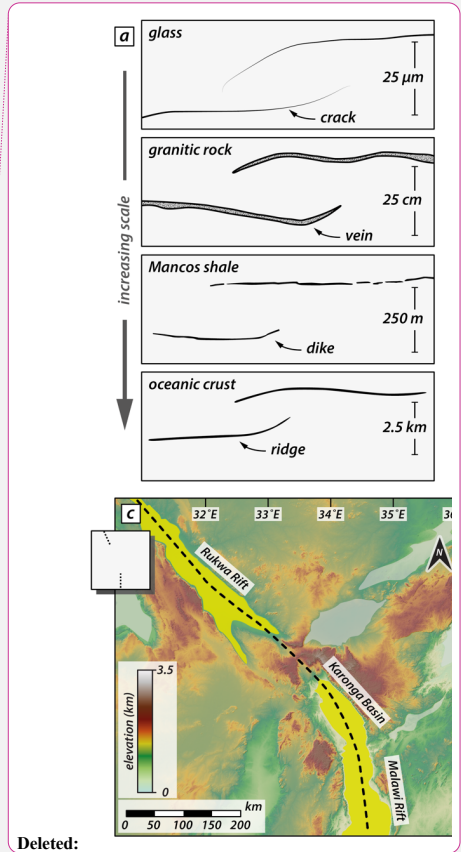 a
glass
25 μm
crack
granitic rock
25 cm
vein
increasing scale
Mancos shale
250 m
dike
oceanic crust
2.5 km
ridge
c
32°E 33°E 34°E 35°E
N
Rukwa Rift
Karonga Basin
Malawi Rift
3.5
elevation (km)
0
km
0 50 100 150 200
Deleted: